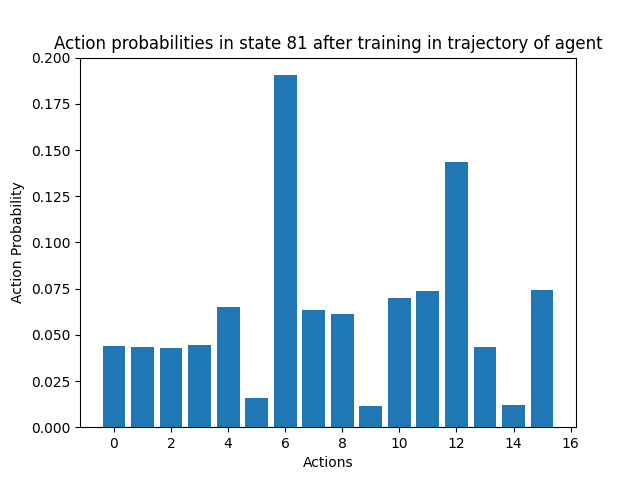 Action probabilities in state 81 after training in trajectory of agent
0.200
0.175
0.150
0.125
0.100
0.075
0.050
0.025
0.000
Action Probability
0 2 4 6 8 10 12 14 16
Actions